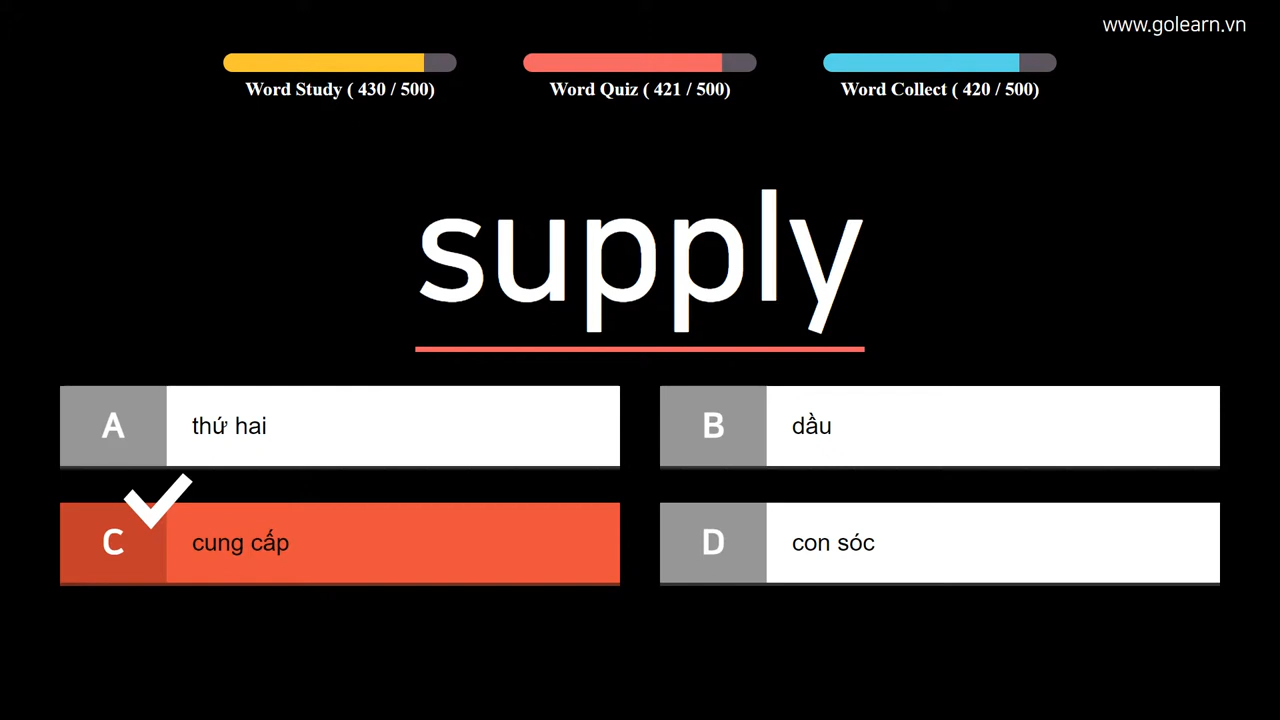 www.golearn.vn
Word Study ( 430 / 500)
Word Quiz ( 421 / 500)
Word Collect ( 420 / 500)
supply
A thứ hai
B dầu
C cung cấp
D con sóc